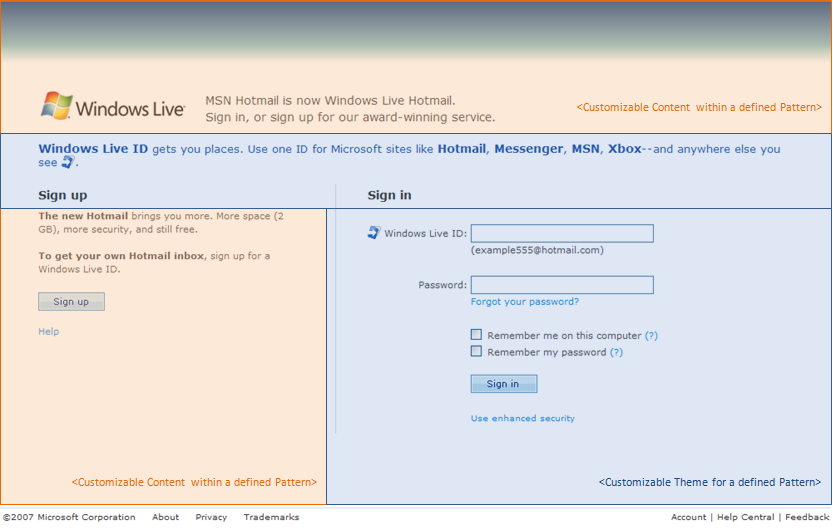 Windows Live
MSN Hotmail is now Windows Live Hotmail.
Sign in, or sign up for our award-winning service.
<Customizable Content within a defined Pattern>
Windows Live ID gets you places. Use one ID for Microsoft sites like Hotmail, Messenger, MSN, Xbox--and anywhere else you
see .
Sign up
The new Hotmail brings you more. More space (2
GB), more security, and still free.
To get your own Hotmail inbox, sign up for a
Windows Live ID.
Sign up
Help
<Customizable Content within a defined Pattern>
Sign in
Windows Live ID:
(example555@hotmail.com)
Password:
Forgot your password?
Remember me on this computer (?)
Remember my password (?)
Sign in
Use enhanced security
<Customizable Theme for a defined Pattern>
©2007 Microsoft Corporation About Privacy Trademarks Account | Help Central | Feedback